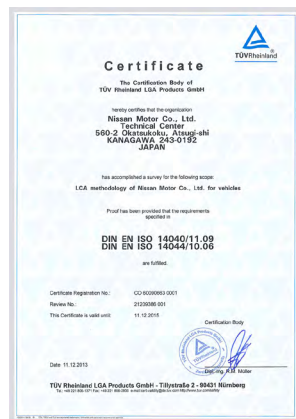 TÜVRheinland
Certificate
The Certification Body of
TÜV Rheinland LGA Products GmbH
hereby certifies that the organization
Nissan Motor Co., Ltd.
Technical Center
560-2 Okatsukoku, Atsugi-shi
KANAGAWA 243-0192
JAPAN
has accomplished a survey for the following scope:
LCA methodology of Nissan Motor Co., Ltd. for vehicles
Proof has been provided that the requirements
specified in
DIN EN ISO 14040/11.09
DIN EN ISO 14044/10.06
are fulfilled.
Certificate Registration No.:
Review No.: 21209386 001
This Certificate is valid until: 11.12.2015
Certification Body
Date: 11.12.2013
Dipl.-Ing. R.M. Müller
TÜV Rheinland LGA Products GmbH - Tillystraße 2 - 90431 Nürnberg